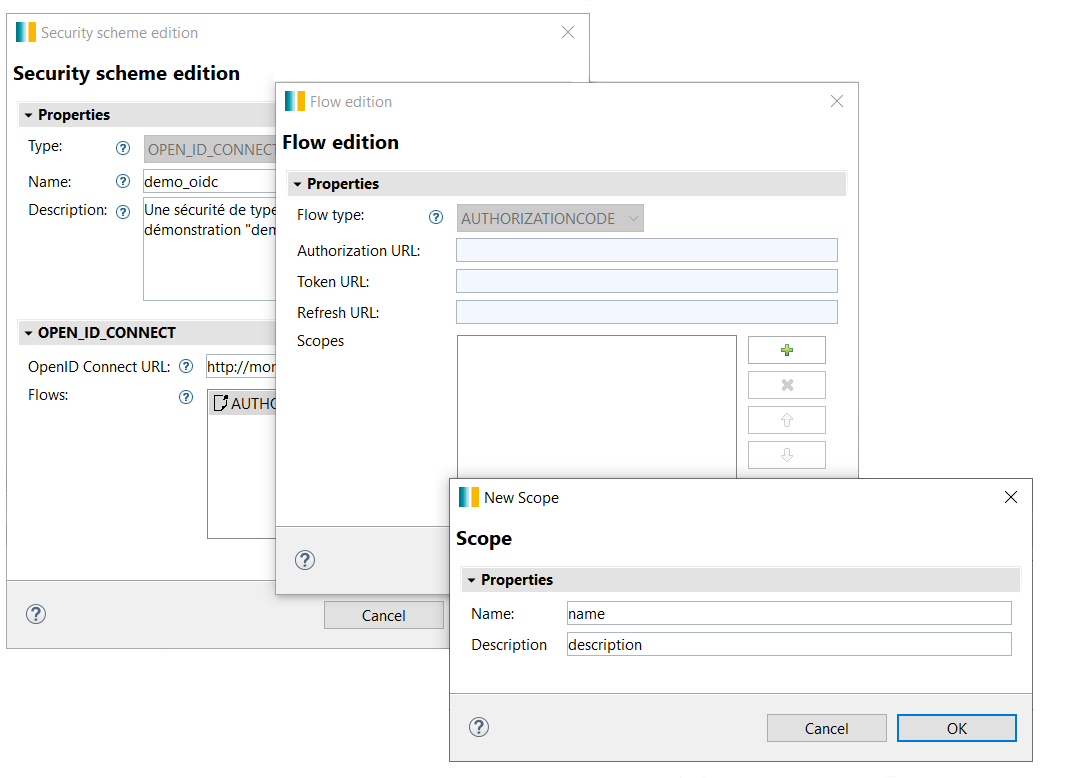 Security scheme edition
Security scheme edition
Properties
Type:
OPEN_ID_CONNECT
Name:
demo_oidc
Description:
Une sécurité de type
démonstration "dem
OPEN_ID_CONNECT
OpenID Connect URL:
http://mon
Flows:
AUTHO
Cancel
Flow edition
Flow edition
Properties
Flow type:
AUTHORIZATIONCODE
Authorization URL:
Token URL:
Refresh URL:
Scopes
New Scope
Scope
Properties
Name:
name
Description
description
Cancel
OK